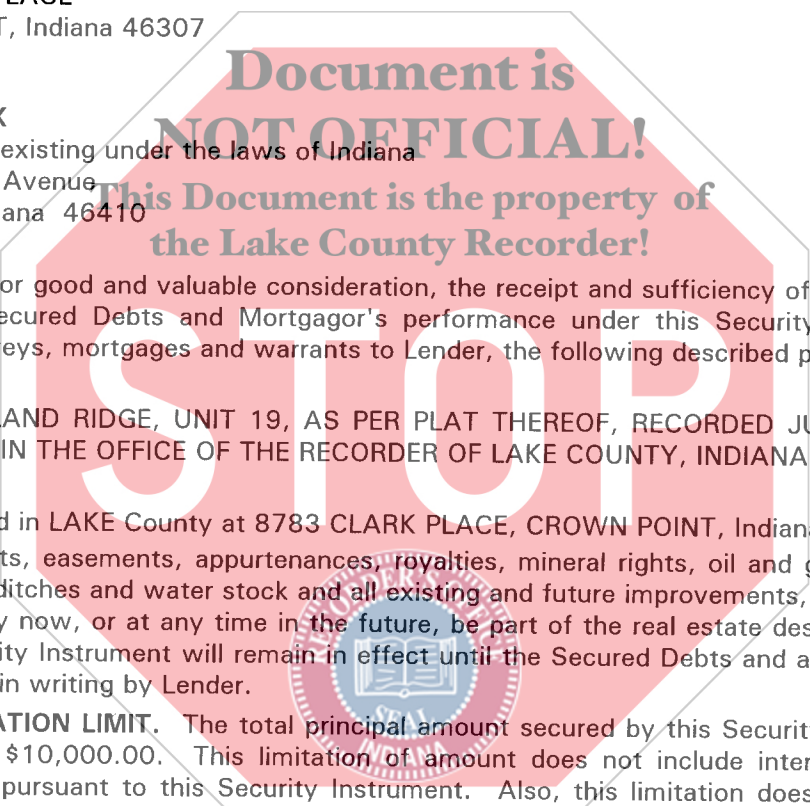 T, Indiana 46307
Document is
NOT OFFICIAL!
existing under the laws of Indiana
Avenue
This Document is the property of
ana 46410
the Lake County Recorder!
or good and valuable consideration, the receipt and sufficiency of
ecured Debts and Mortgagor's performance under this Security
eys, mortgages and warrants to Lender, the following described p
STOP
AND RIDGE, UNIT 19, AS PER PLAT THEREOF, RECORDED JU
IN THE OFFICE OF THE RECORDER OF LAKE COUNTY, INDIANA
d in LAKE County at 8783 CLARK PLACE, CROWN POINT, Indiana
ts, easements, appurtenances, royalties, mineral rights, oil and g
ditches and water stock and all existing and future improvements,
y now, or at any time in the future, be part of the real estate des
ity Instrument will remain in effect until the Secured Debts and a
in writing by Lender.
RECORDER'S OFFICE
SEAL
INDIANA
ATION LIMIT. The total principal amount secured by this Securit
$10,000.00. This limitation of amount does not include inter
pursuant to this Security Instrument. Also, this limitation does